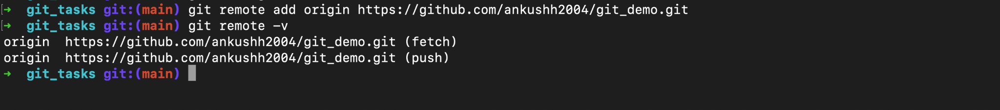 ➜  git_tasks git:(main) git remote add origin https://github.com/ankushh2004/git_demo.git
➜  git_tasks git:(main) git remote -v
origin  https://github.com/ankushh2004/git_demo.git (fetch)
origin  https://github.com/ankushh2004/git_demo.git (push)
➜  git_tasks git:(main)